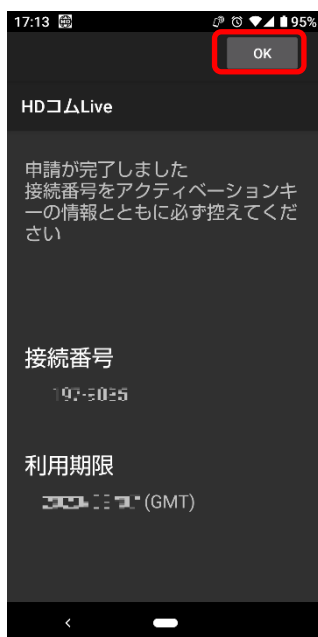 17:13 95%
OK
HDコムLive
申請が完了しました
接続番号をアクティベーションキ
ーの情報とともに必ず控えてくだ
さい
接続番号
利用期限
(GMT)